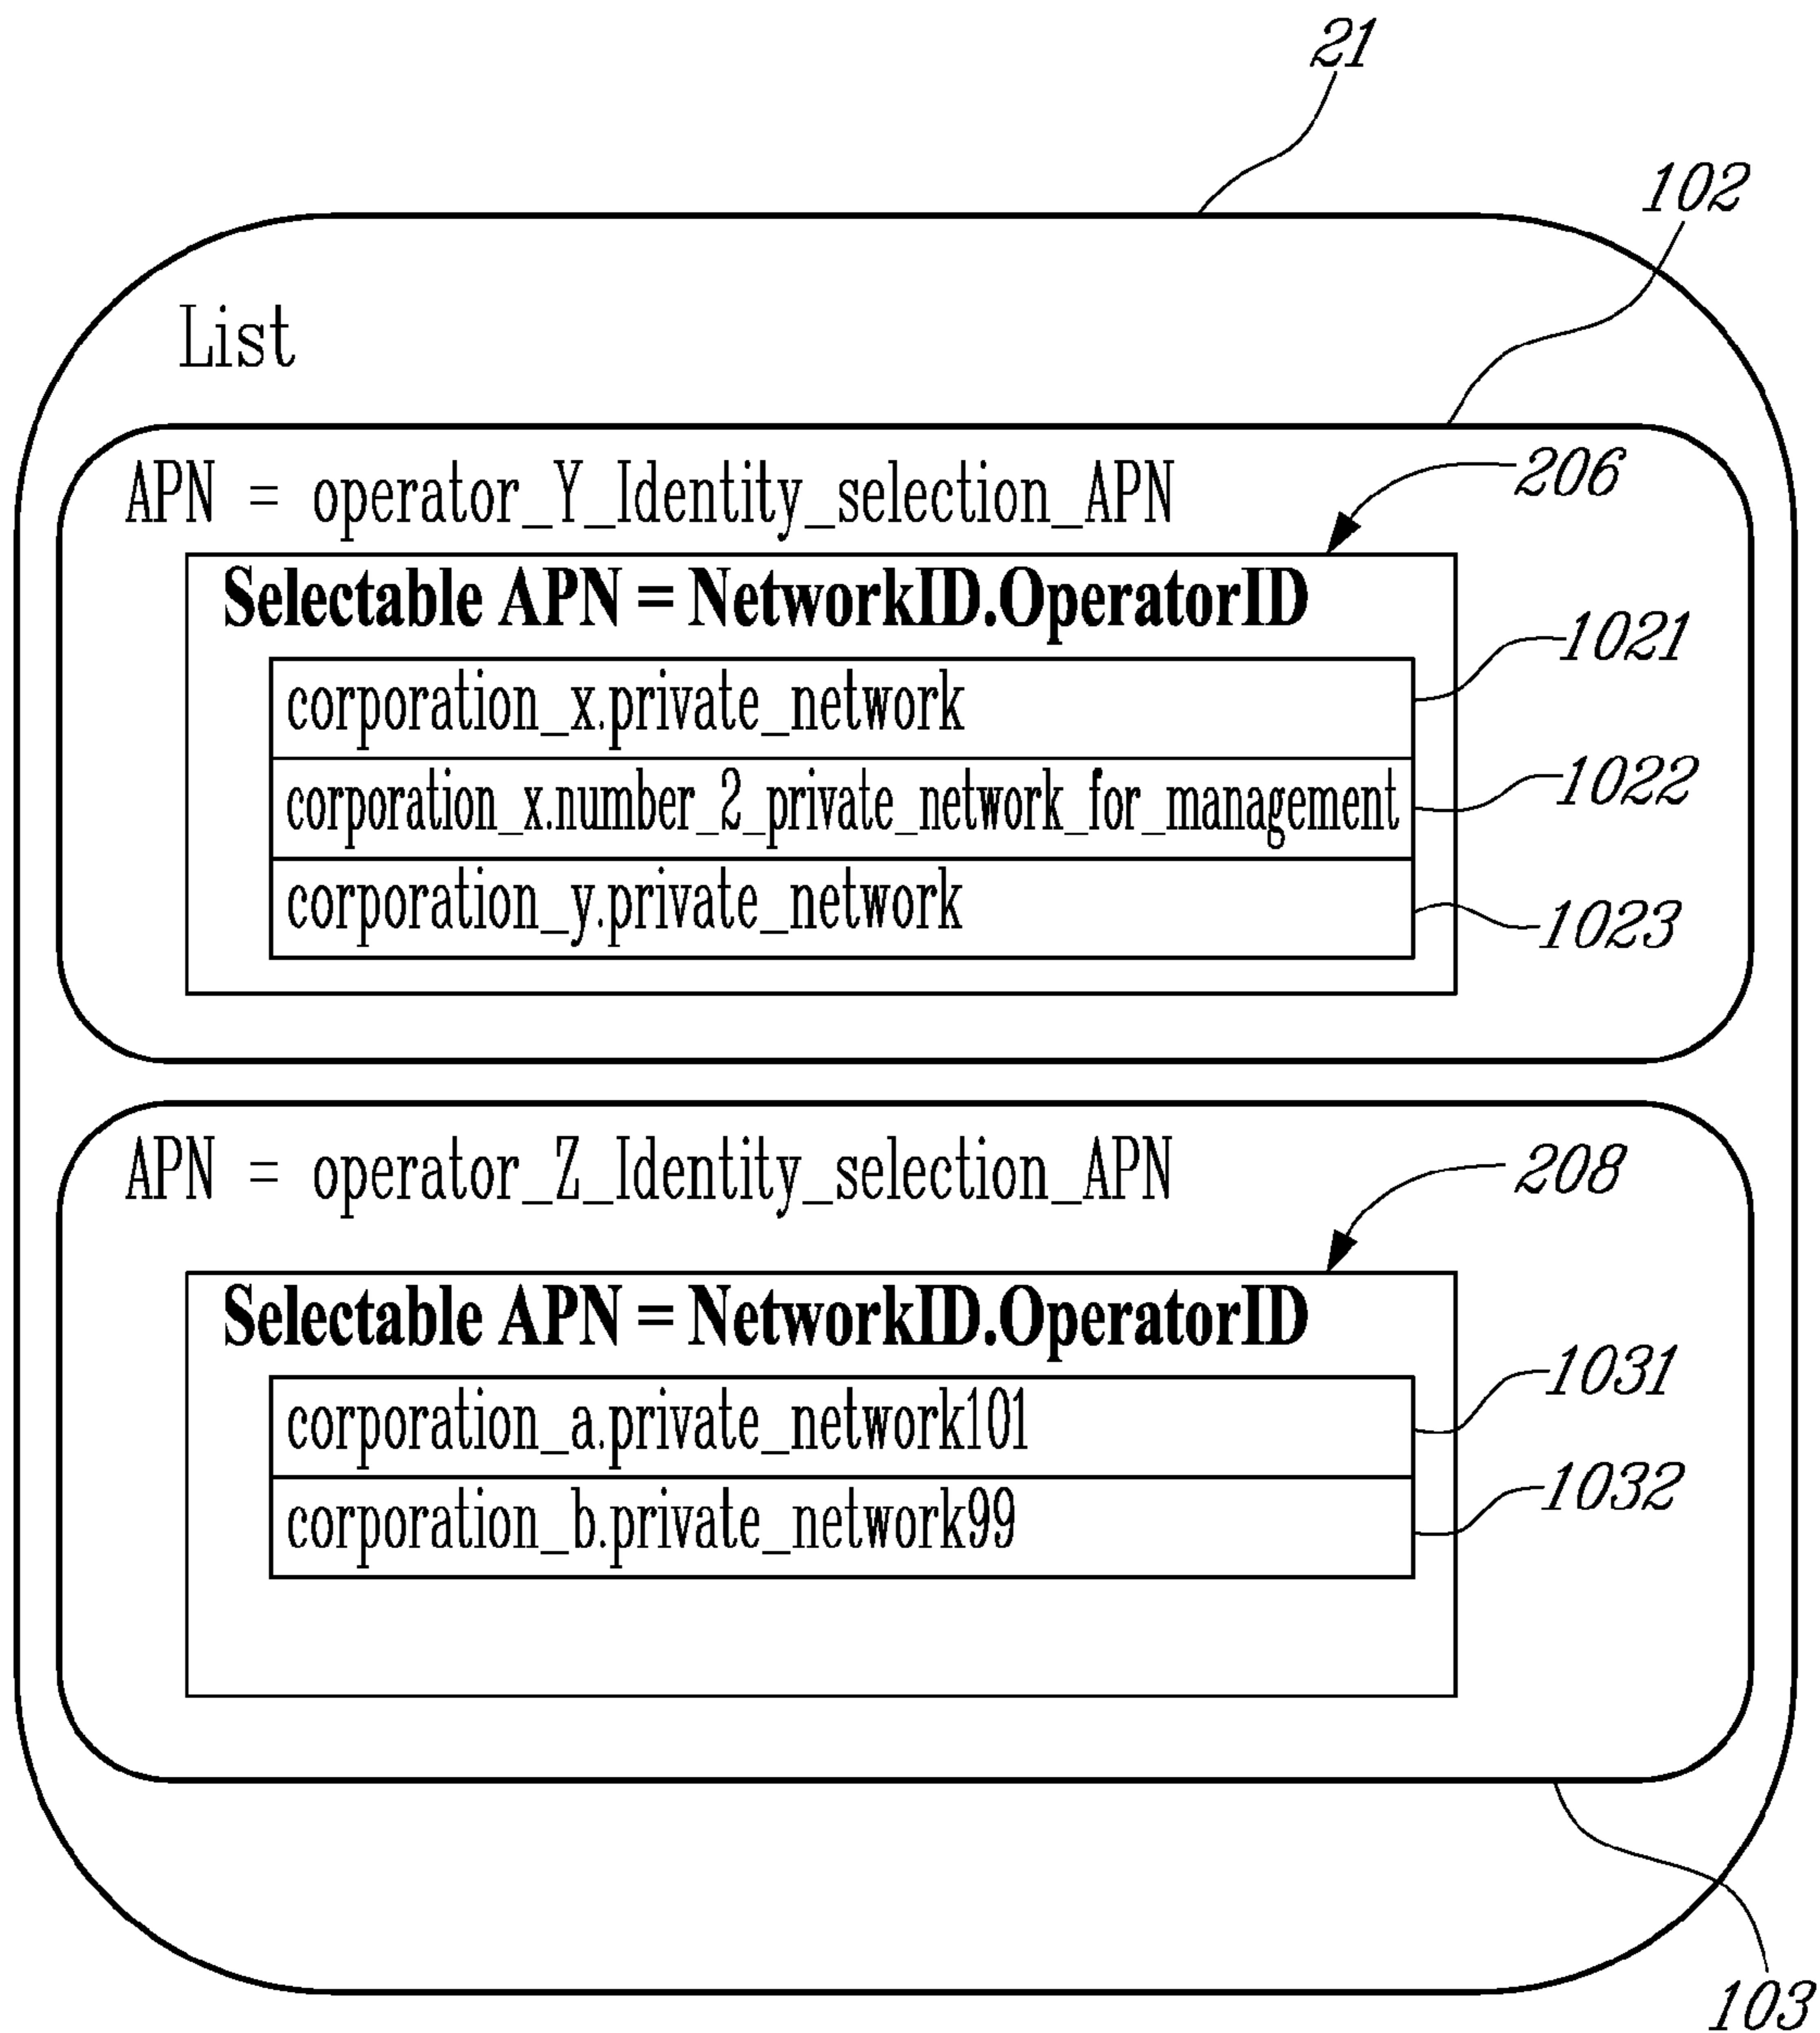 21
102
List
APN = operator_Y_Identity_selection_APN
206
Selectable APN = NetworkID.OperatorID
corporation_x.private_network
1021
corporation_x.number_2_private_network_for_management
1022
corporation_y.private_network
1023
APN = operator_Z_Identity_selection_APN
208
Selectable APN = NetworkID.OperatorID
corporation_a.private_network101
1031
corporation_b.private_network99
1032
103